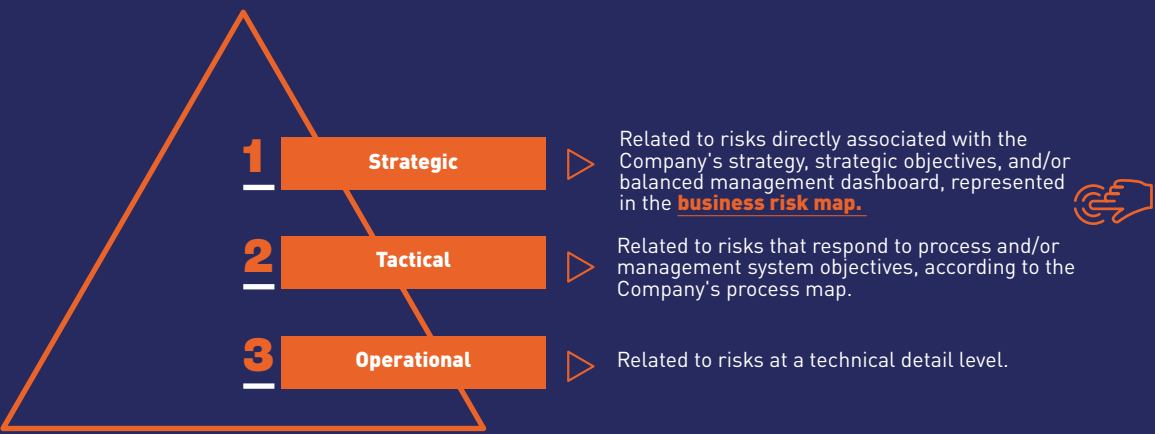 1
Strategic
Related to risks directly associated with the
Company's strategy, strategic objectives, and/or
balanced management dashboard, represented
in the business risk map.
2
Tactical
Related to risks that respond to process and/or
management system objectives, according to the
Company's process map.
3
Operational
Related to risks at a technical detail level.